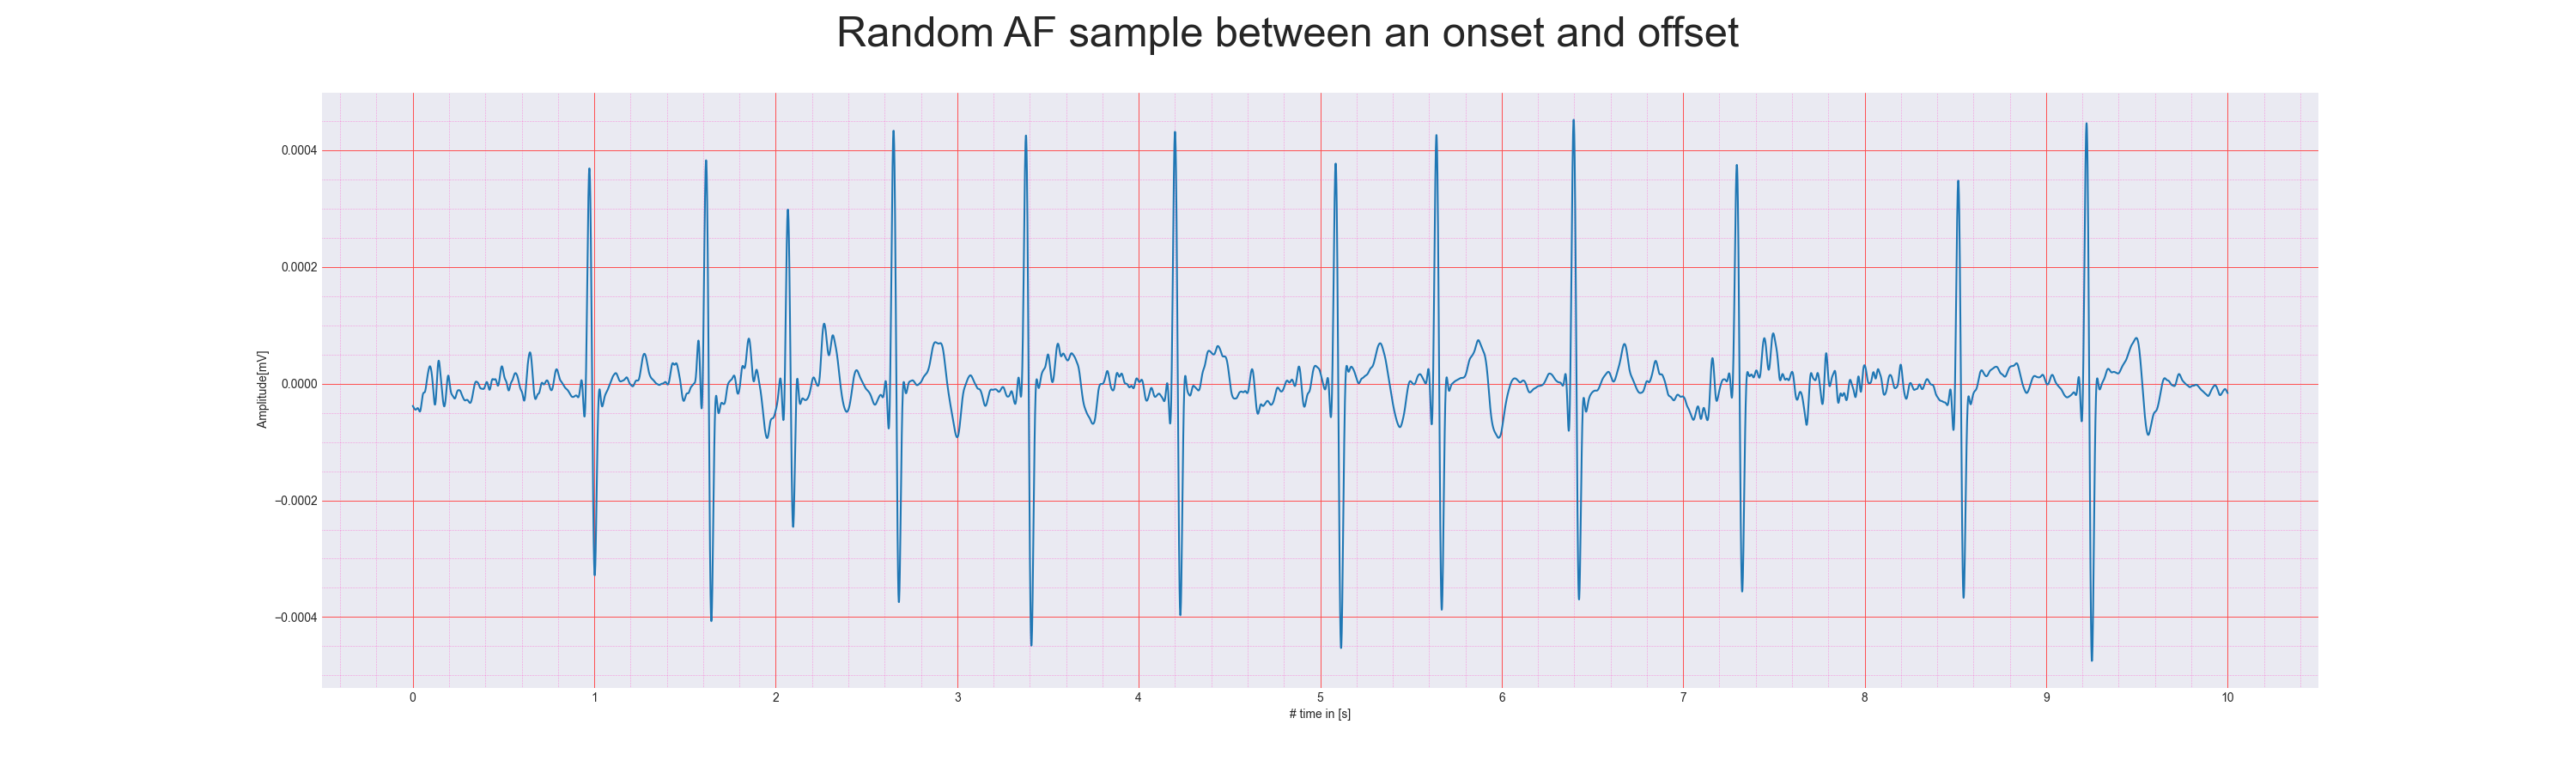 Random AF sample between an onset and offset
0.0004
0.0002
0.0000
−0.0002
−0.0004
Amplitude[mV]
0 1 2 3 4 5 6 7 8 9 10
# time in [s]